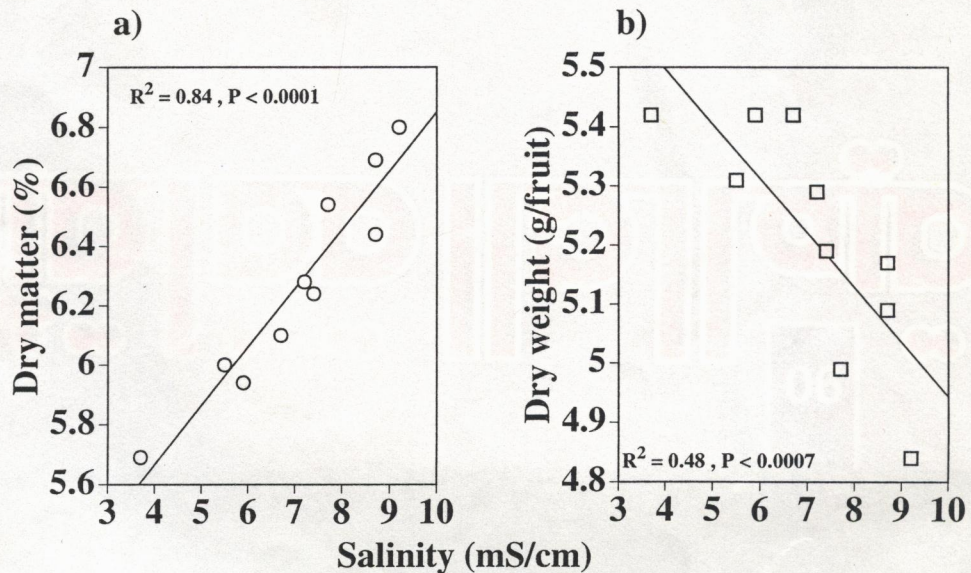 a)
7
6.8
6.6
6.4
6.2
6
5.8
5.6
Dry matter (%)
R² = 0.84 , P < 0.0001
3 4 5 6 7 8 9 10
b)
5.5
5.4
5.3
5.2
5.1
5
4.9
4.8
Dry weight (g/fruit)
R² = 0.48 , P < 0.0007
3 4 5 6 7 8 9 10
Salinity (mS/cm)